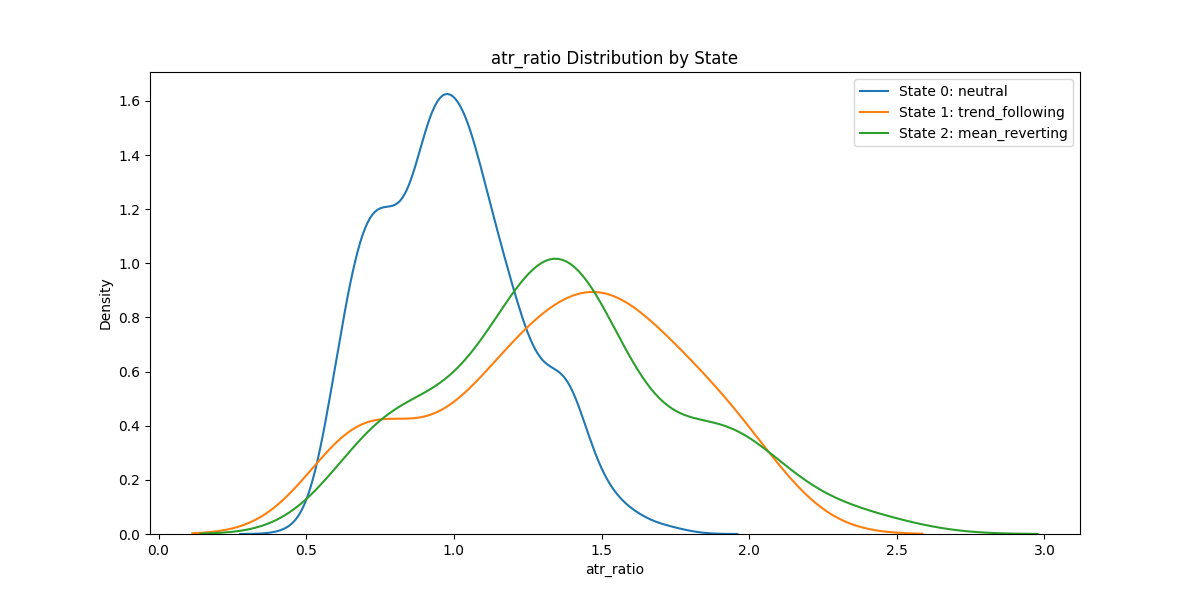 atr_ratio Distribution by State
State 0: neutral
State 1: trend_following
State 2: mean_reverting
Density
1.6
1.4
1.2
1.0
0.8
0.6
0.4
0.2
0.0
0.0 0.5 1.0 1.5 2.0 2.5 3.0
atr_ratio